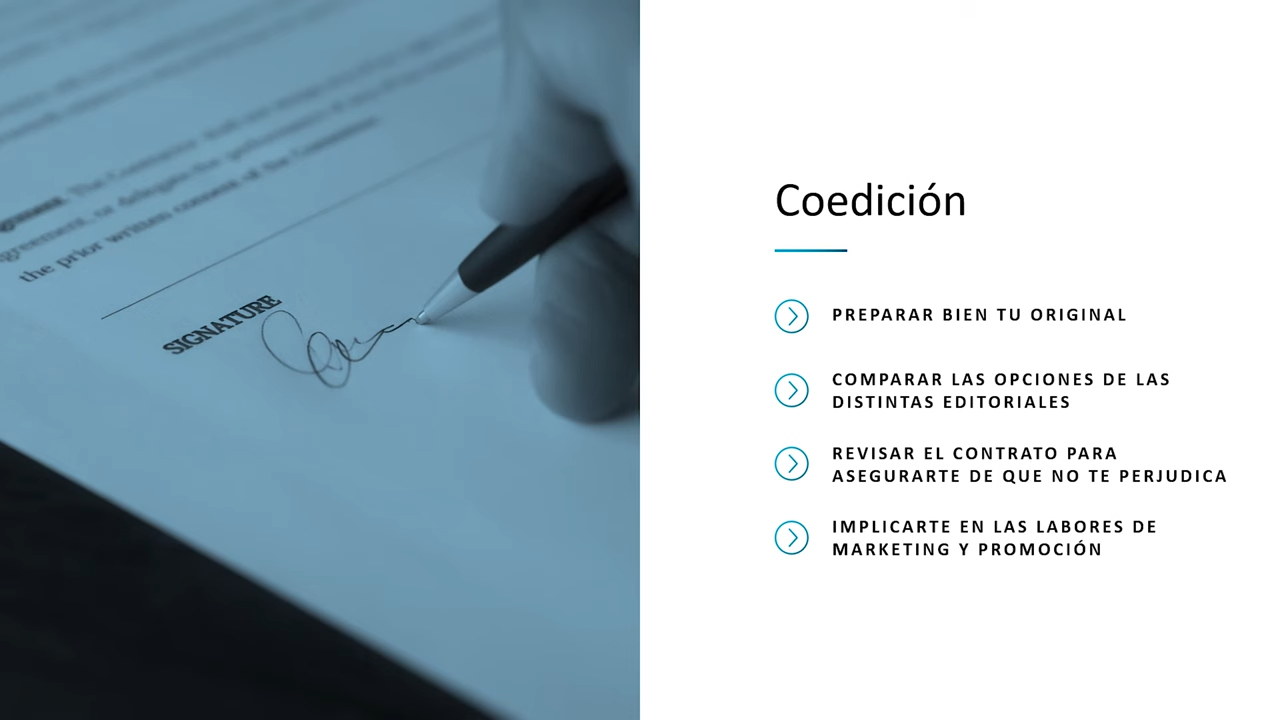 the prior written consent of the
SIGNATURE
Coedición
PREPARAR BIEN TU ORIGINAL
COMPARAR LAS OPCIONES DE LAS
DISTINTAS EDITORIALES
REVISAR EL CONTRATO PARA
ASEGURARTE DE QUE NO TE PERJUDICA
IMPLICARTE EN LAS LABORES DE
MARKETING Y PROMOCIÓN